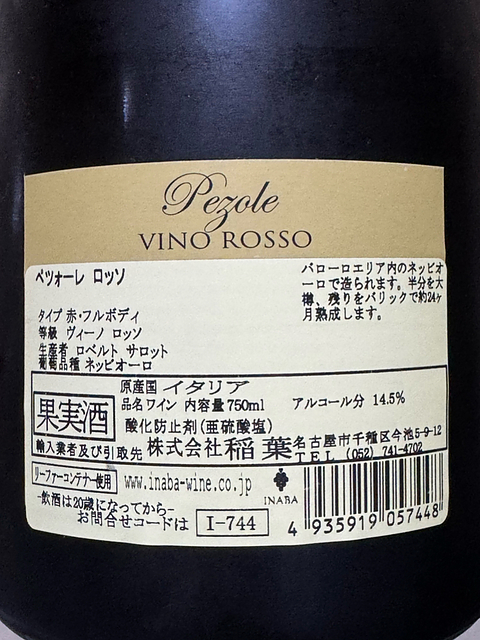 Pezole
VINO ROSSO
ペツォーレ ロッソ
バローロエリア内のネッビオ
ーロで造られます。半分を大
樽、残りをバリックで約24ヶ
月熟成します。
タイプ 赤・フルボディ
等級 ヴィーノ ロッソ
生産者 ロベルト サロット
葡萄品種 ネッビオーロ
果実酒
原産国 イタリア
品名 ワイン 内容量 750ml アルコール分 14.5%
酸化防止剤(亜硫酸塩)
輸入業者及び引取先 株式会社 稲葉 名古屋市千種区今池5-9-12
TEL (052) 741-4702
リーファーコンテナー使用 www.inaba-wine.co.jp INABA
-飲酒は20歳になってから-
お問合せコードは I-744
4 935919 057448